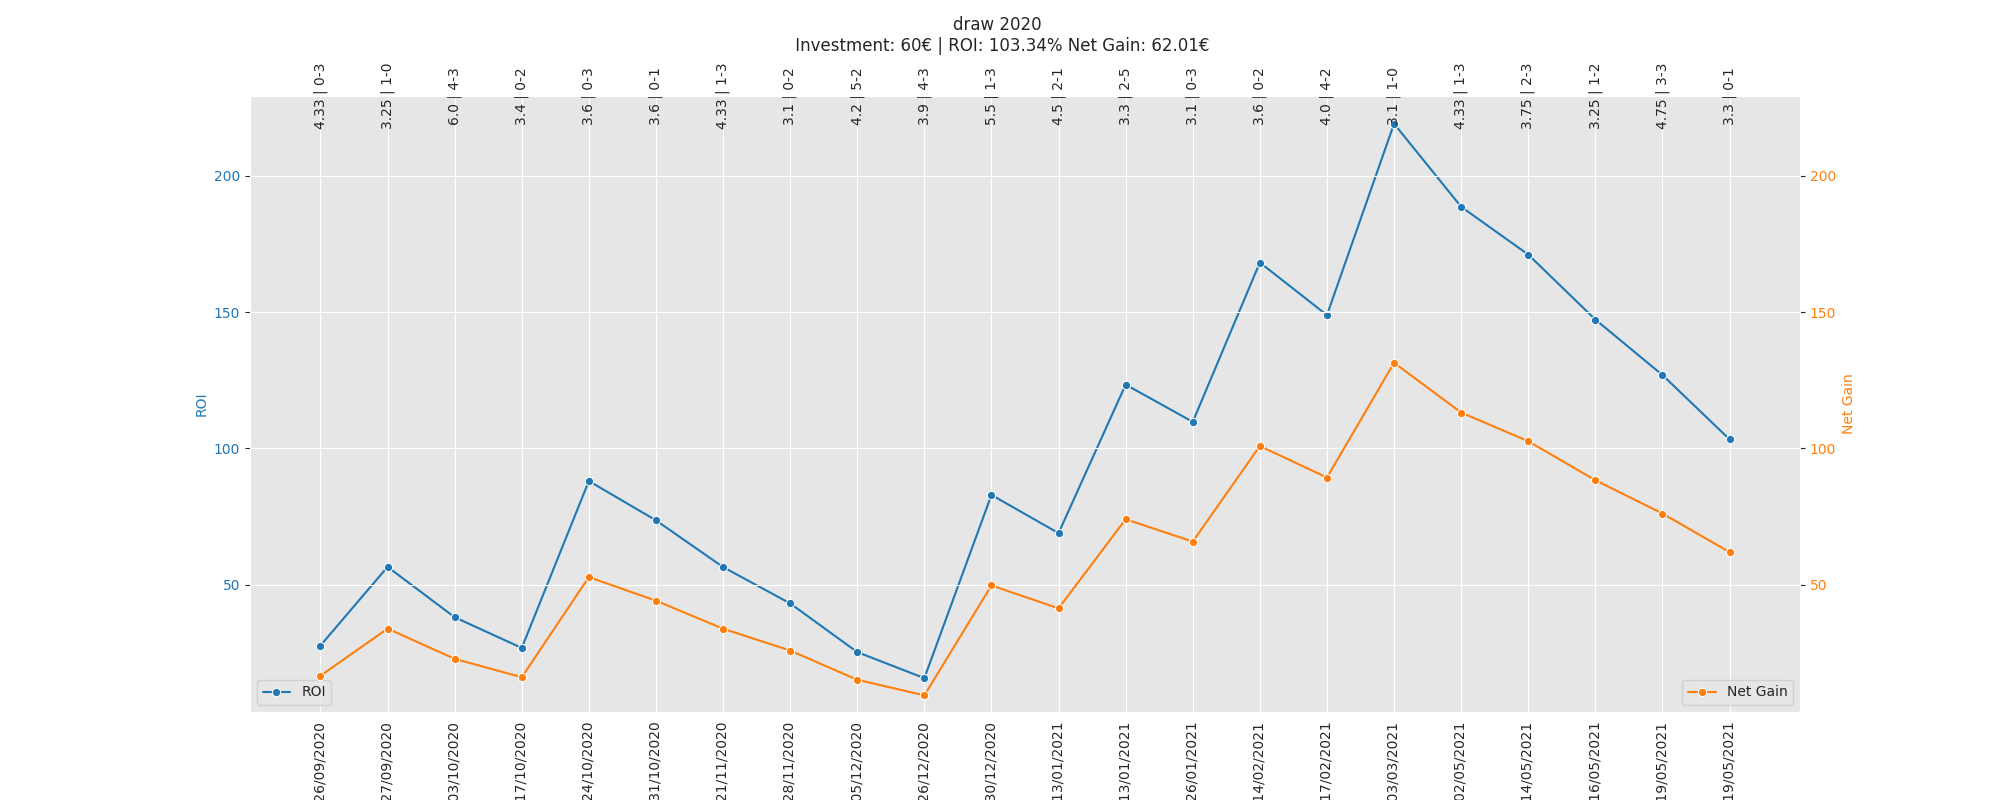 draw 2020
Investment: 60€ | ROI: 103.34% Net Gain: 62.01€
4.33 | 0-3
3.25 | 1-0
6.0 | 4-3
3.4 | 0-2
3.6 | 0-3
3.6 | 0-1
4.33 | 1-3
3.1 | 0-2
4.2 | 5-2
3.9 | 4-3
5.5 | 1-3
4.5 | 2-1
3.3 | 2-5
3.1 | 0-3
3.6 | 0-2
4.0 | 4-2
3.1 | 1-0
4.33 | 1-3
3.75 | 2-3
3.25 | 1-2
4.75 | 3-3
3.3 | 0-1
200
150
100
50
ROI
200
150
100
50
Net Gain
ROI
Net Gain
26/09/2020
27/09/2020
03/10/2020
17/10/2020
24/10/2020
31/10/2020
21/11/2020
28/11/2020
05/12/2020
26/12/2020
30/12/2020
13/01/2021
13/01/2021
26/01/2021
14/02/2021
17/02/2021
03/03/2021
02/05/2021
14/05/2021
16/05/2021
19/05/2021
19/05/2021